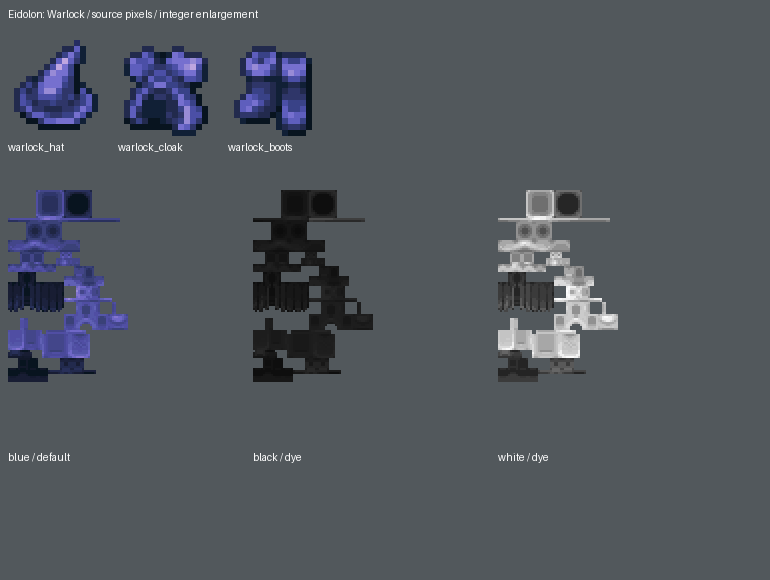 Eidolon: Warlock / source pixels / integer enlargement
warlock_hat
warlock_cloak
warlock_boots
blue / default
black / dye
white / dye